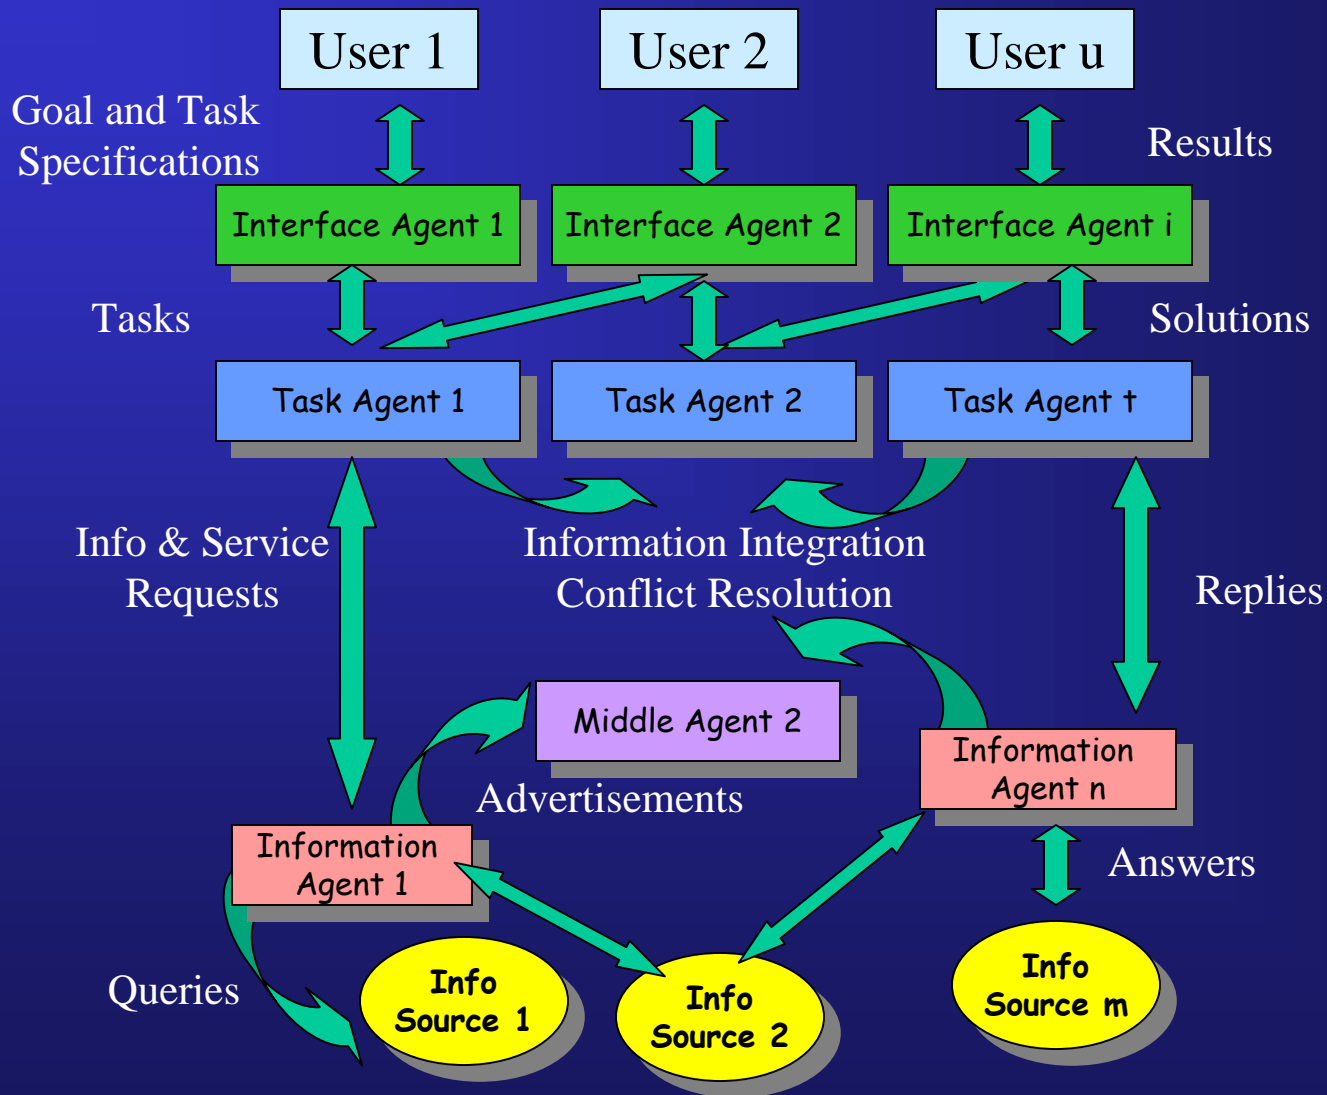 User 1
User 2
User u
Goal and Task
Specifications
Results
Interface Agent 1
Interface Agent 2
Interface Agent i
Tasks
Solutions
Task Agent 1
Task Agent 2
Task Agent t
Info & Service
Requests
Information Integration
Conflict Resolution
Replies
Middle Agent 2
Information
Agent n
Advertisements
Information
Agent 1
Answers
Queries
Info
Source 1
Info
Source 2
Info
Source m